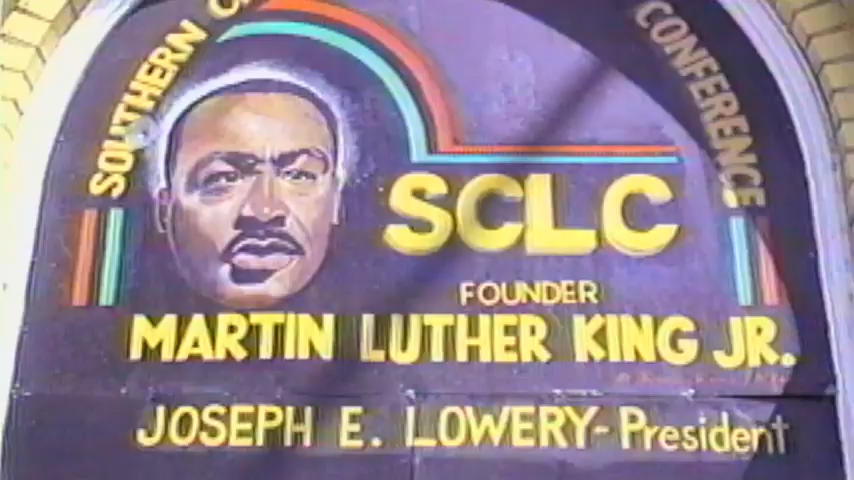 SOUTHERN
CONFERENCE
SCLC
FOUNDER
MARTIN LUTHER KING JR.
JOSEPH E. LOWERY-President